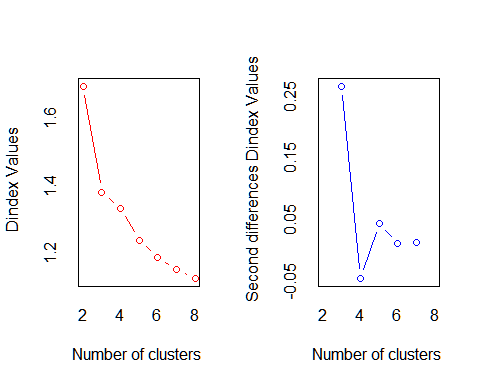 Dindex Values
1.2 1.4 1.6
2 4 6 8
Number of clusters
Second differences Dindex Values
-0.05 0.05 0.15 0.25
2 4 6 8
Number of clusters